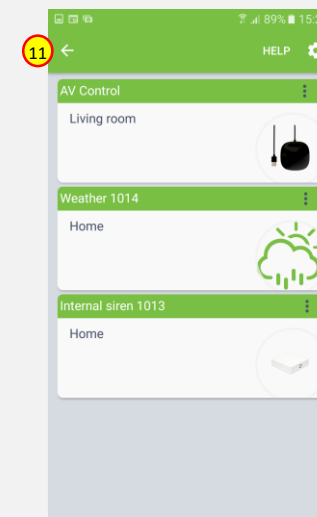 89% 15:
11
HELP
AV Control
Living room
Weather 1014
Home
Internal siren 1013
Home